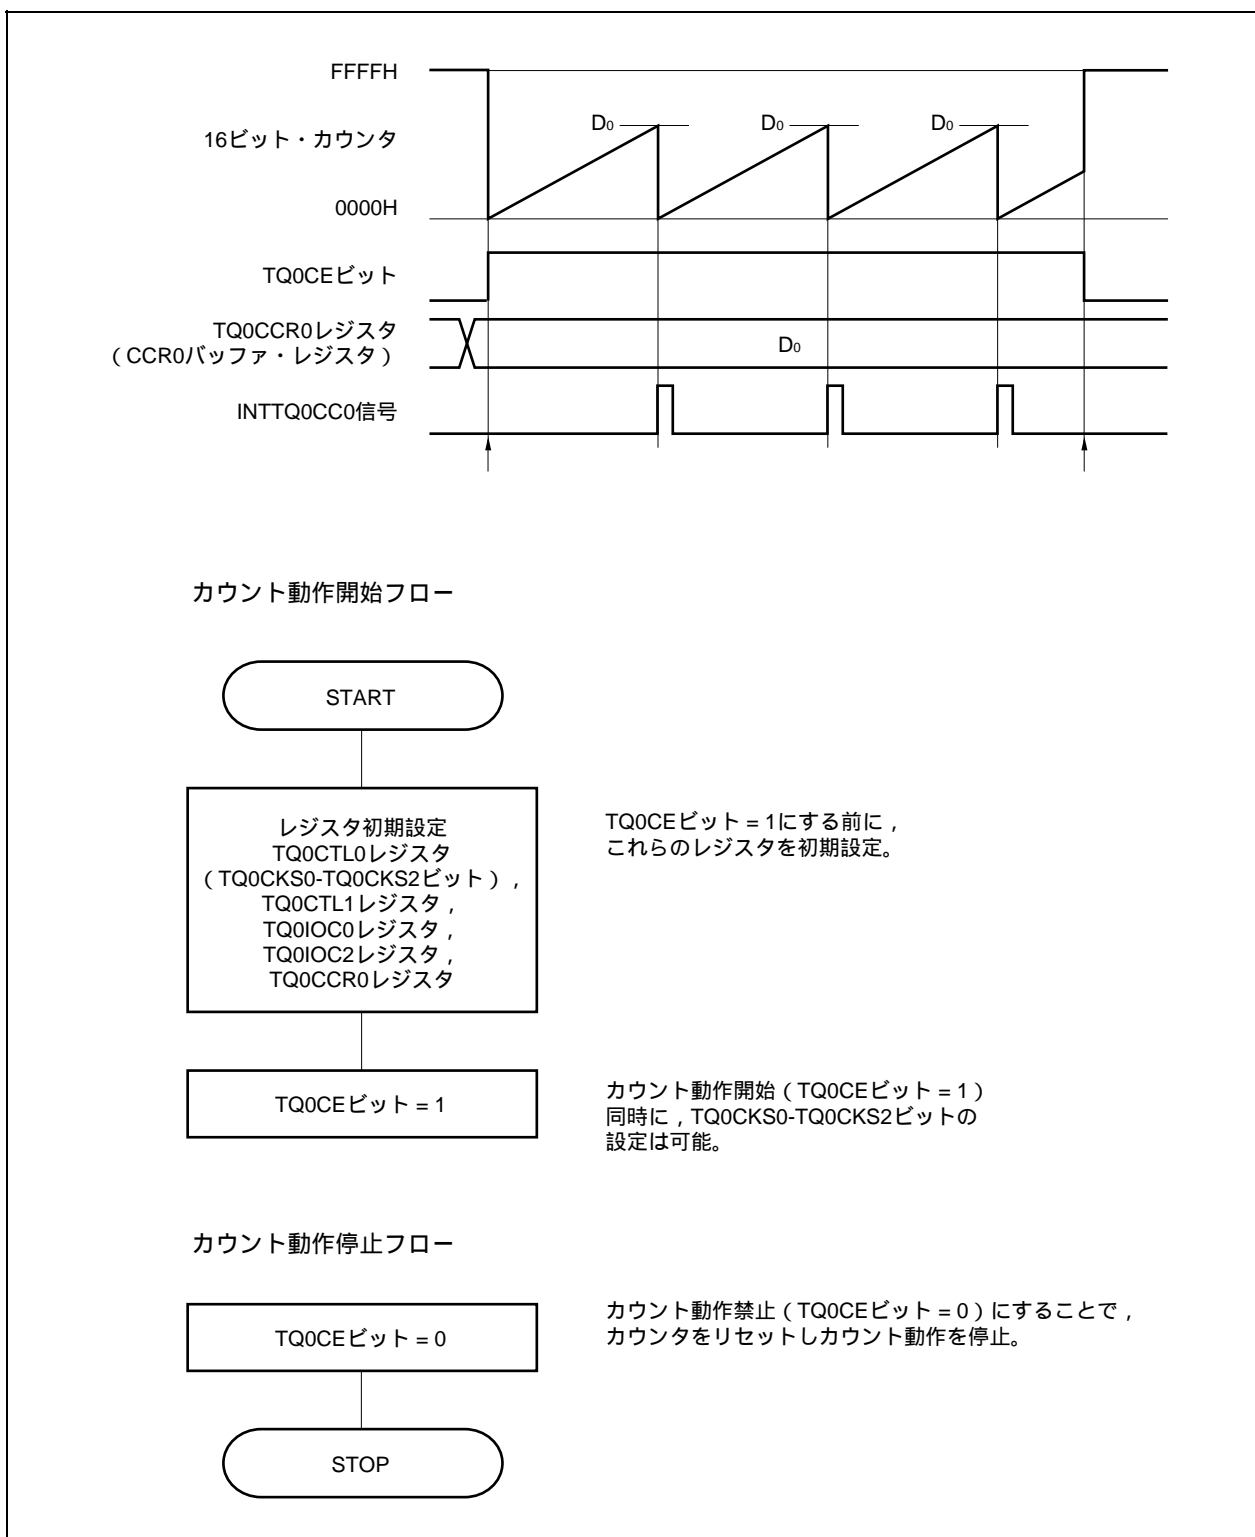 FFFFH
16ビット・カウンタ
0000H
D0 D0 D0
TQ0CEビット
TQ0CCR0レジスタ
（CCR0バッファ・レジスタ）
D0
INTTQ0CC0信号
カウント動作開始フロー
START
レジスタ初期設定
TQ0CTL0レジスタ
（TQ0CKS0-TQ0CKS2ビット），
TQ0CTL1レジスタ，
TQ0IOC0レジスタ，
TQ0IOC2レジスタ，
TQ0CCR0レジスタ
TQ0CEビット = 1にする前に，
これらのレジスタを初期設定。
TQ0CEビット = 1
カウント動作開始（TQ0CEビット = 1）
同時に，TQ0CKS0-TQ0CKS2ビットの
設定は可能。
カウント動作停止フロー
TQ0CEビット = 0
カウント動作禁止（TQ0CEビット = 0）にすることで，
カウンタをリセットしカウント動作を停止。
STOP